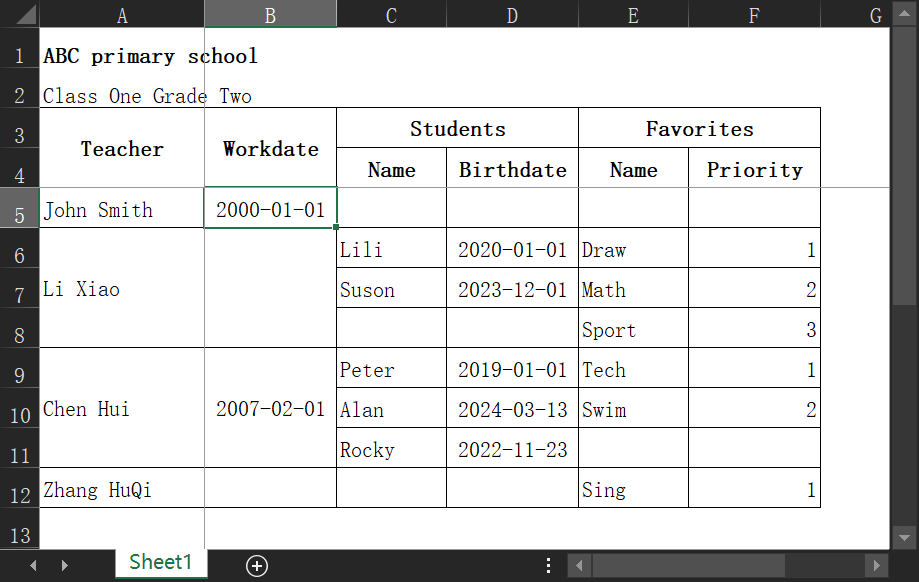 A B C D E F G
1 ABC primary school
2 Class One Grade Two
3 Teacher Workdate Students Favorites
4 Name Birthdate Name Priority
5 John Smith 2000-01-01
6 Lili 2020-01-01 Draw 1
7 Li Xiao Suson 2023-12-01 Math 2
8 Sport 3
9 Peter 2019-01-01 Tech 1
10 Chen Hui 2007-02-01 Alan 2024-03-13 Swim 2
11 Rocky 2022-11-23
12 Zhang HuQi Sing 1
13
Sheet1